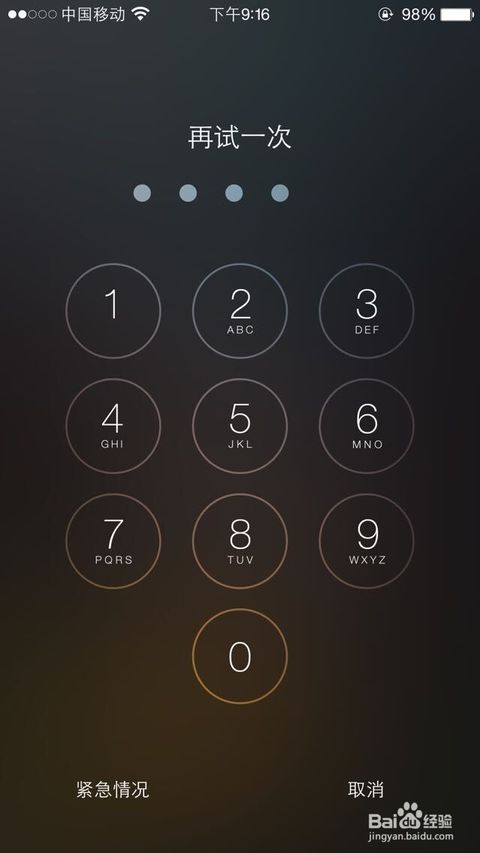 中国移动 下午9:16 98%
再试一次
1 2 3
ABC DEF
4 5 6
GHI JKL MNO
7 8 9
PQRS TUV WXYZ
0
紧急情况 取消
Baidu经验
jingyan.baidu.com